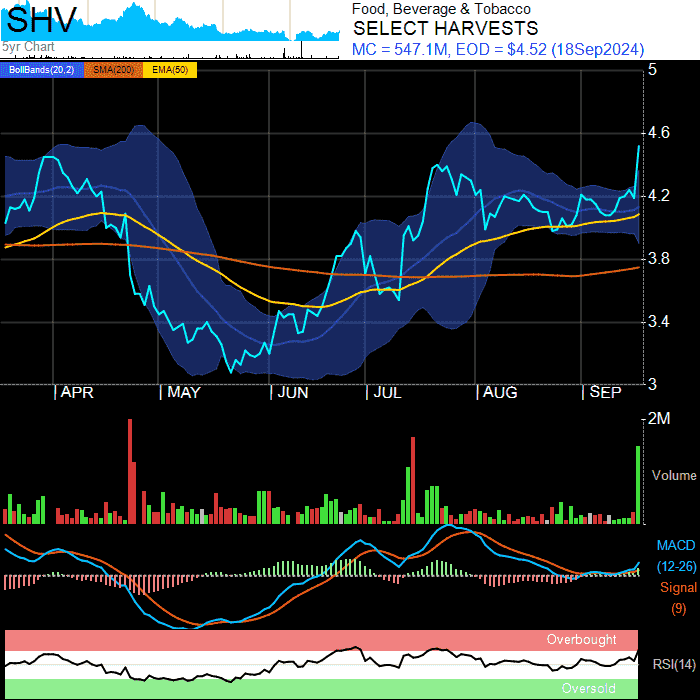 SHV
5yr Chart
Food, Beverage & Tobacco
SELECT HARVESTS
MC = 547.1M, EOD = $4.52 (18Sep2024)
BollBands(20,2) SMA(200) EMA(50)
5
4.6
4.2
3.8
3.4
3
APR MAY JUN JUL AUG SEP
2M
Volume
MACD
(12-26)
Signal
(9)
Overbought
RSI(14)
Oversold